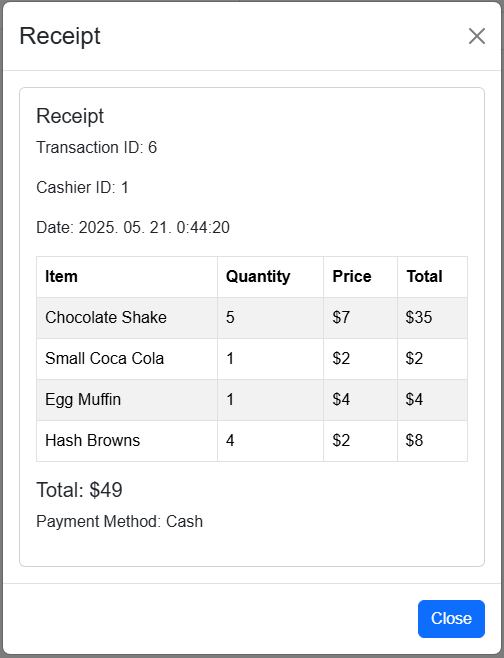 Receipt
Receipt
Transaction ID: 6
Cashier ID: 1
Date: 2025. 05. 21. 0:44:20
Item Quantity Price Total
Chocolate Shake 5 $7 $35
Small Coca Cola 1 $2 $2
Egg Muffin 1 $4 $4
Hash Browns 4 $2 $8
Total: $49
Payment Method: Cash
Close